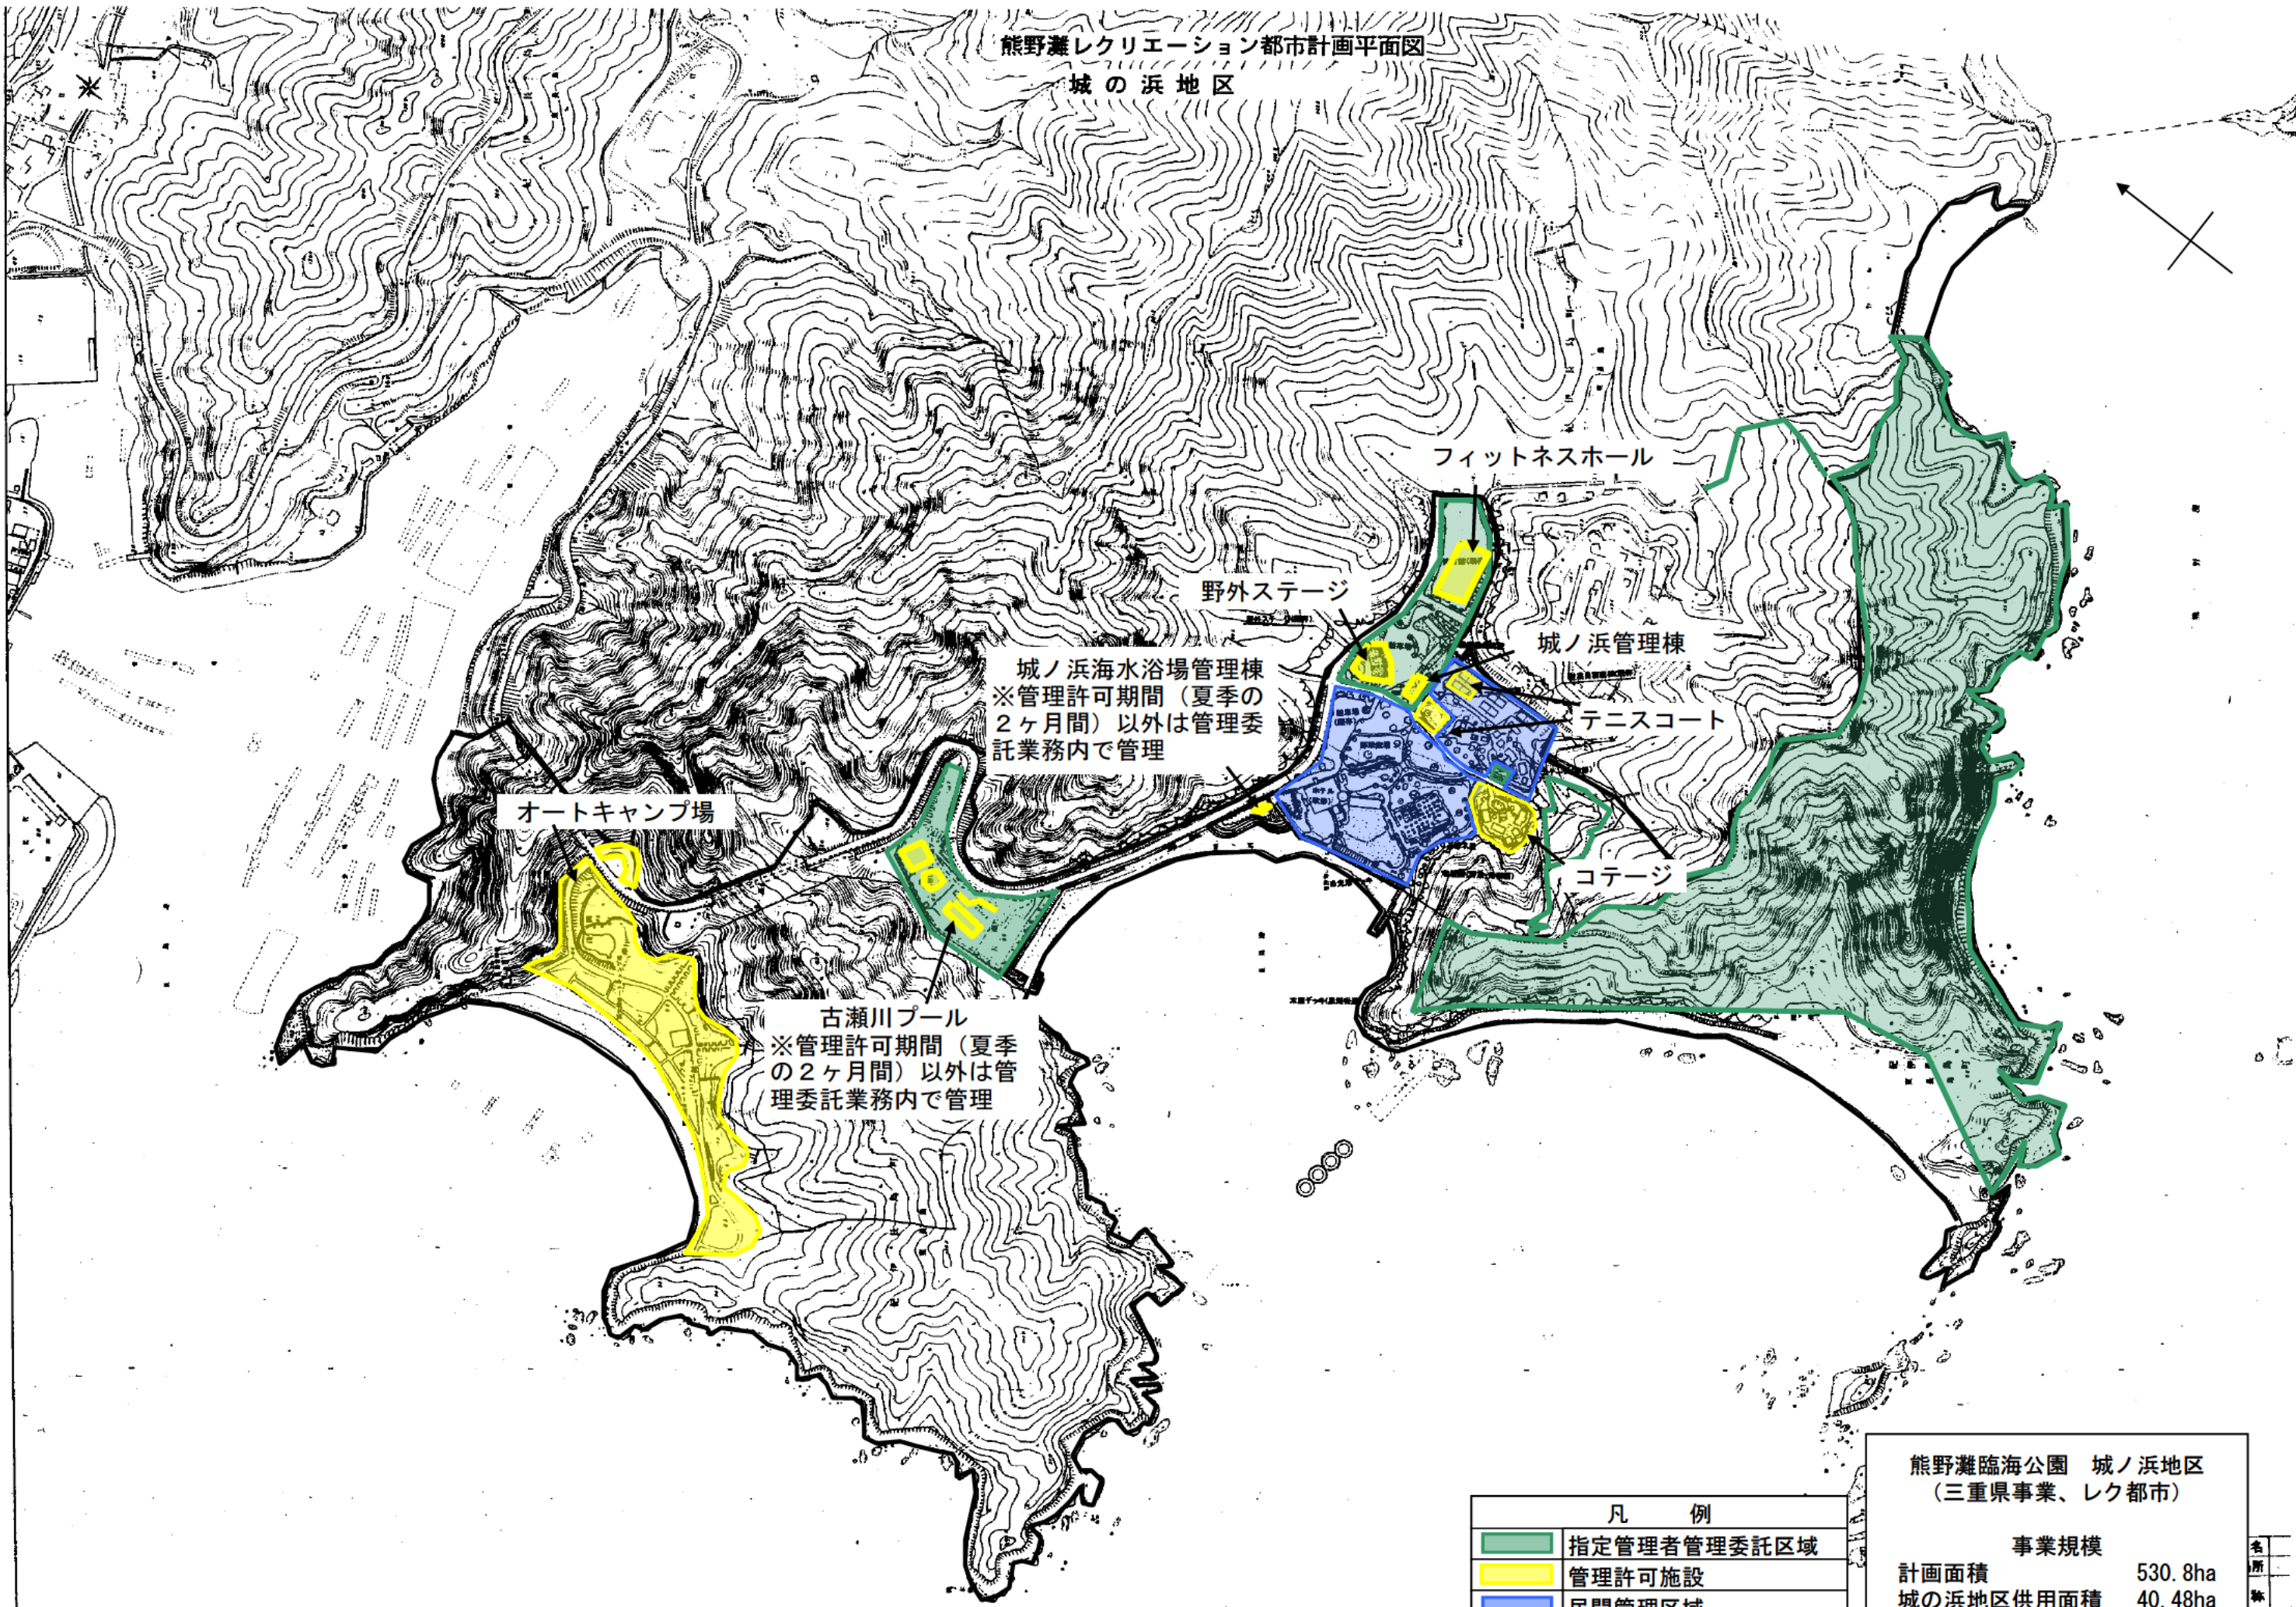 熊野灘レクリエーション都市計画平面図
城の浜地区
フィットネスホール
野外ステージ
城ノ浜管理棟
城ノ浜海水浴場管理棟
※管理許可期間（夏季の
２ヶ月間）以外は管理委
託業務内で管理
テニスコート
オートキャンプ場
コテージ
古瀬川プール
※管理許可期間（夏季
の２ヶ月間）以外は管
理委託業務内で管理
凡　例
指定管理者管理委託区域
管理許可施設
民間管理区域
熊野灘臨海公園　城ノ浜地区
（三重県事業、レク都市）
事業規模
計画面積　530.8ha
城の浜地区供用面積　40.48ha